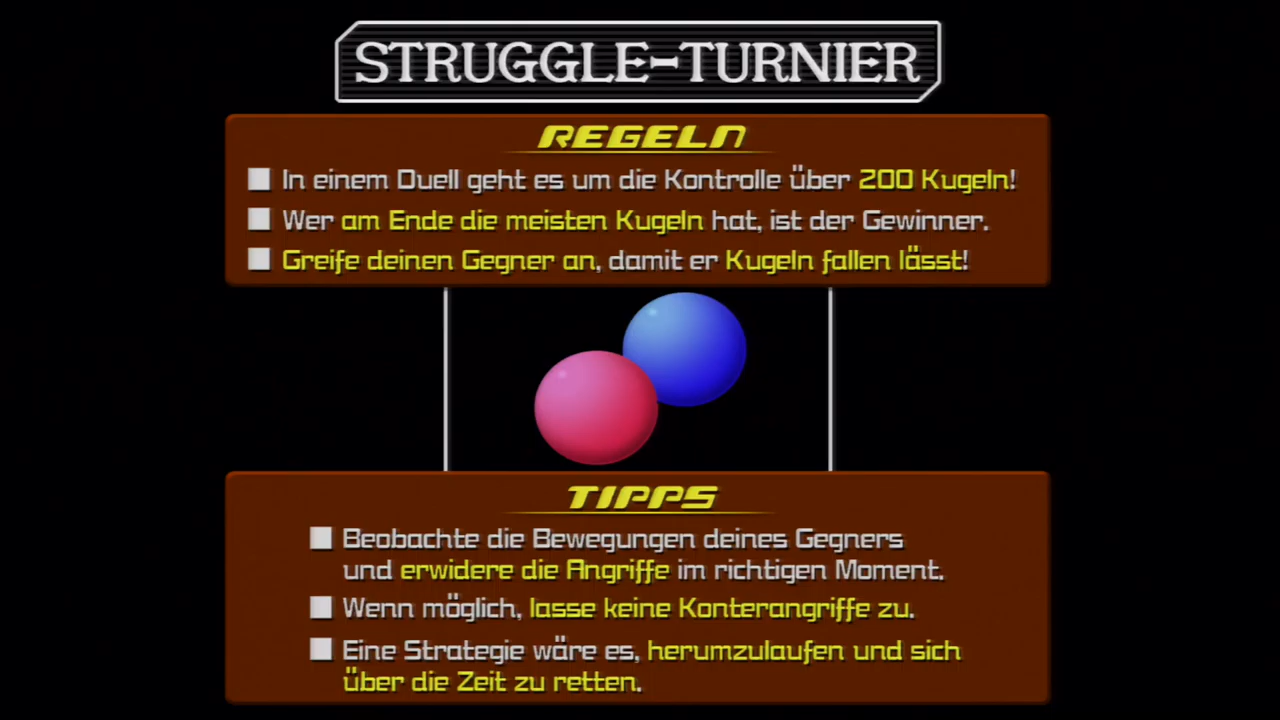 STRUGGLE-TURNIER
REGELN
In einem Duell geht es um die Kontrolle über 200 Kugeln!
Wer am Ende die meisten Kugeln hat, ist der Gewinner.
Greife deinen Gegner an, damit er Kugeln fallen lässt!
TIPPS
Beobachte die Bewegungen deines Gegners
und erwidere die Angriffe im richtigen Moment.
Wenn möglich, lasse keine Konterangriffe zu.
Eine Strategie wäre es, herumzulaufen und sich
über die Zeit zu retten.